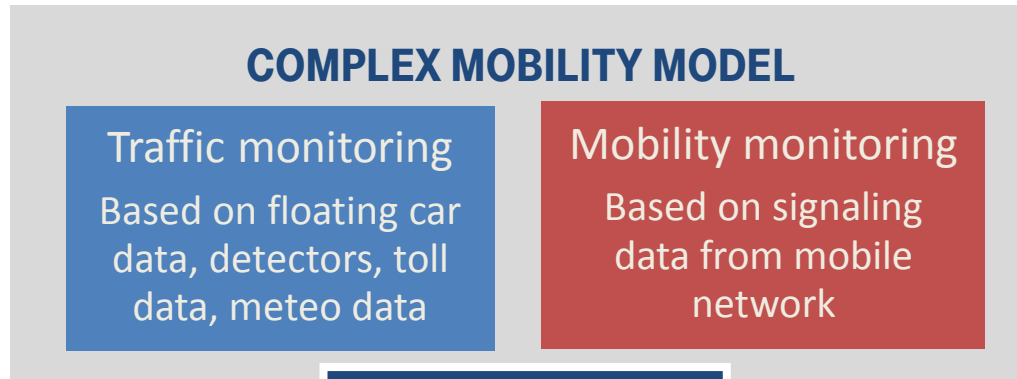 COMPLEX MOBILITY MODEL
Traffic monitoring
Based on floating car
data, detectors, toll
data, meteo data
Mobility monitoring
Based on signaling
data from mobile
network